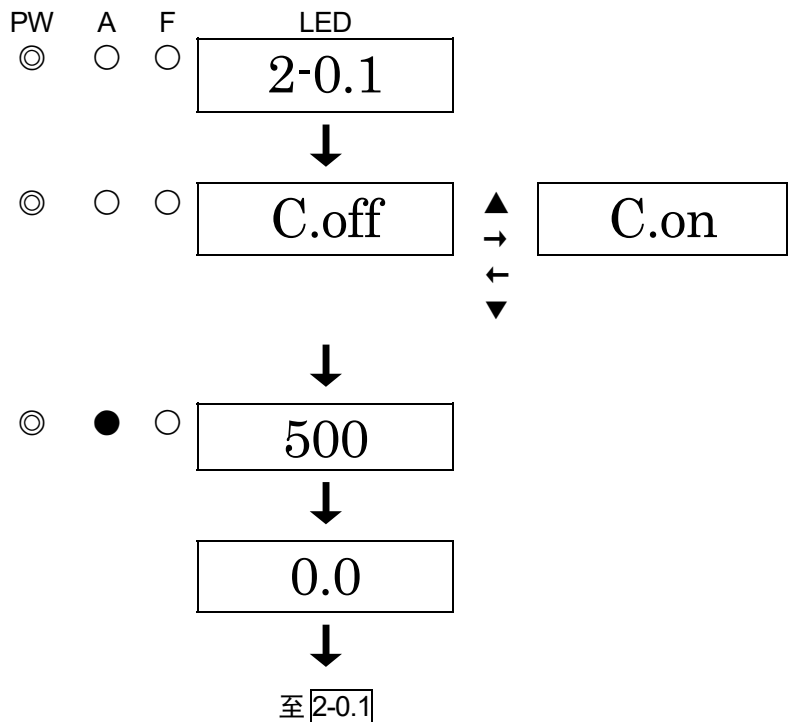 PW A F LED
◎ ○ ○ 2-0.1
◎ ○ ○ C.off ▲ → ← ▼ C.on
◎ ● ○ 500
0.0
至 2-0.1